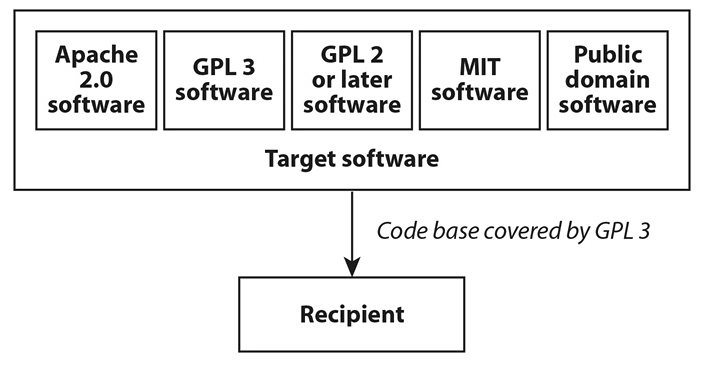 Apache
2.0
software
GPL 3
software
GPL 2
or later
software
MIT
software
Public
domain
software
Target software
Code base covered by GPL 3
Recipient